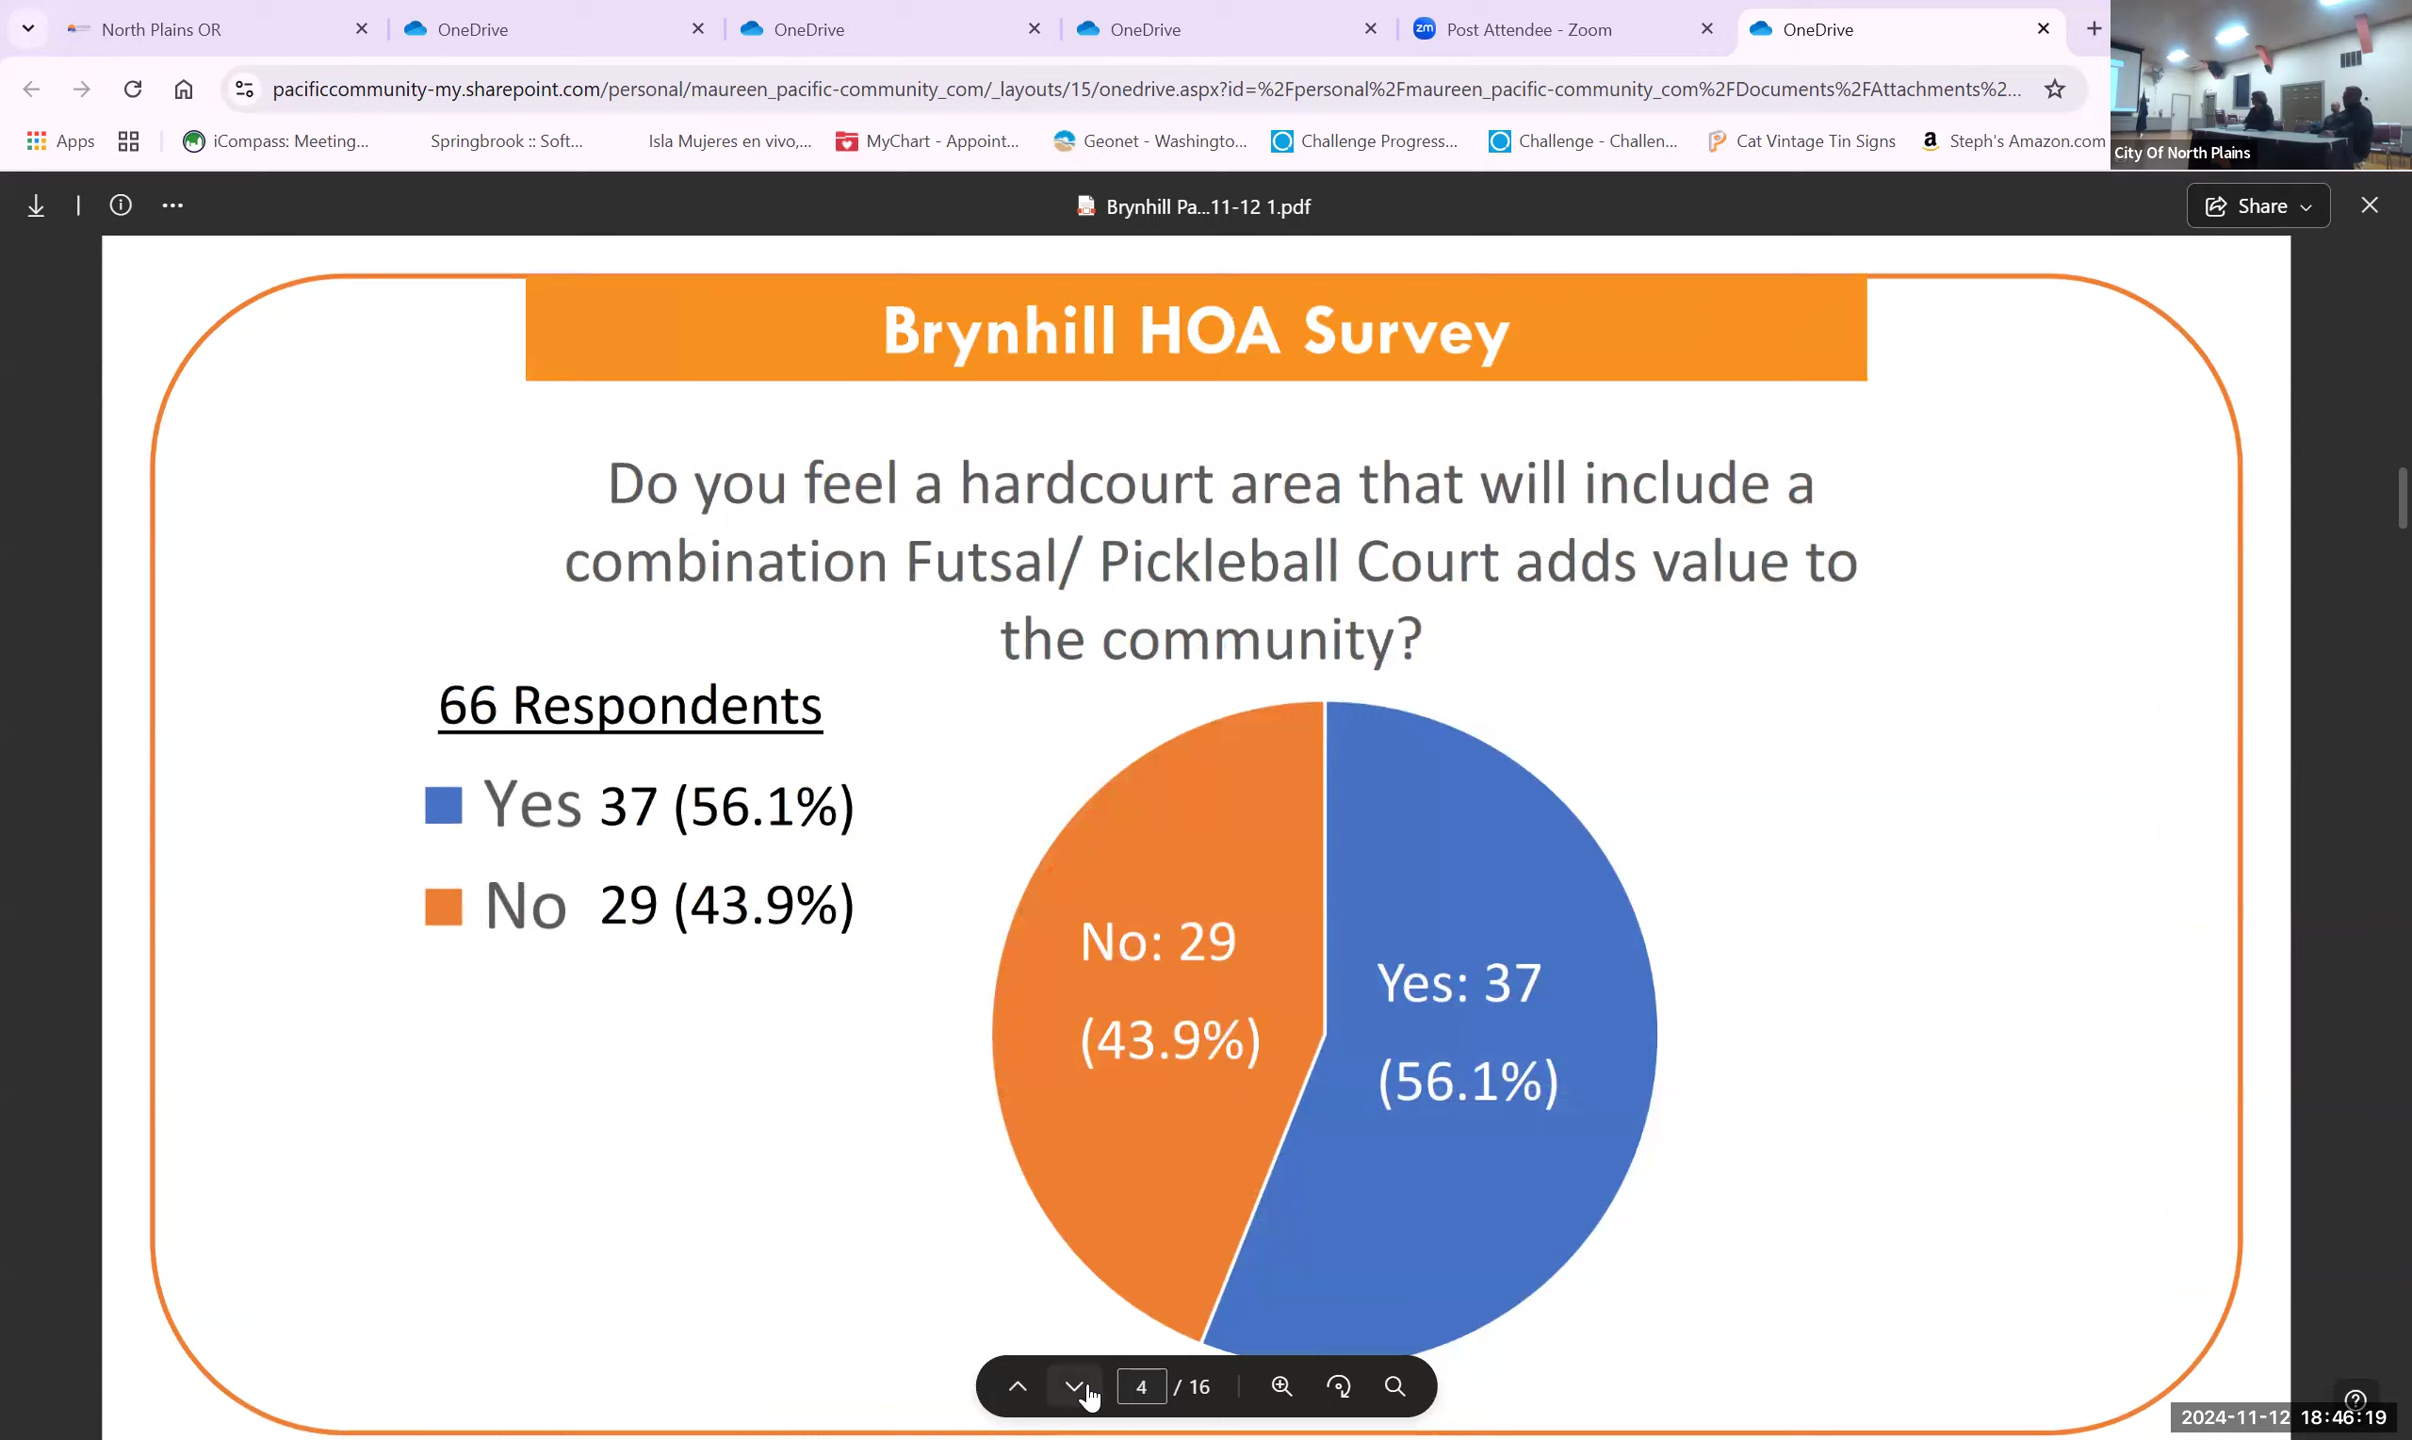 North Plains OR
OneDrive
OneDrive
OneDrive
zm
Post Attendee - Zoom
OneDrive
pacificcommunity-my.sharepoint.com/personal/maureen_pacific-community_com/_layouts/15/onedrive.aspx?id=%2Fpersonal%2Fmaureen_pacific-community_com%2FDocuments%2FAttachments%2...
Apps
iCompass: Meeting...
Springbrook :: Soft...
Isla Mujeres en vivo,...
MyChart - Appoint...
Geonet - Washingto...
Challenge Progress...
Challenge - Challen...
Cat Vintage Tin Signs
Steph's Amazon.com
City Of North Plains
Brynhill Pa...11-12 1.pdf
Share
Brynhill HOA Survey
Do you feel a hardcourt area that will include a
combination Futsal/ Pickleball Court adds value to
the community?
66 Respondents
Yes 37 (56.1%)
No 29 (43.9%)
No: 29
(43.9%)
Yes: 37
(56.1%)
4 / 16
2024-11-12 18:46:19